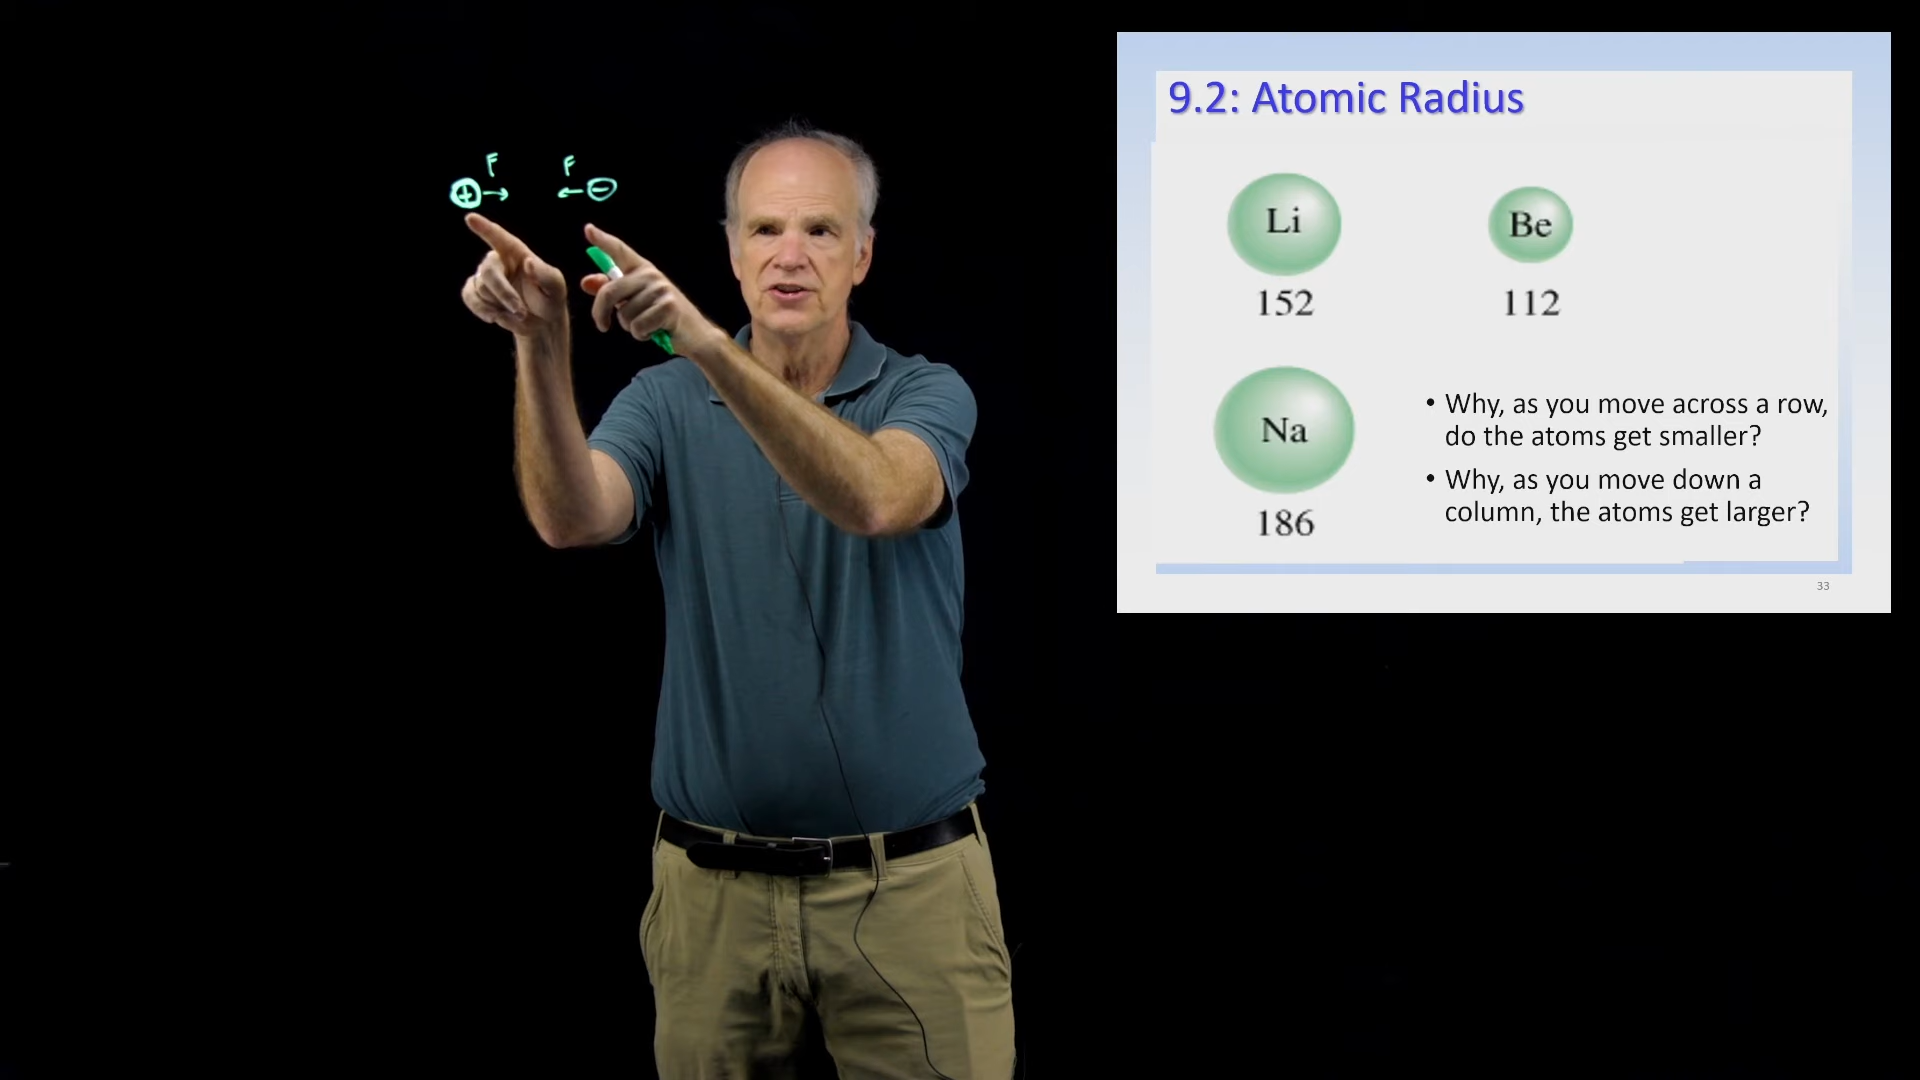 F F
+ −
9.2: Atomic Radius
Li Be
152 112
Na
186
• Why, as you move across a row,
do the atoms get smaller?
• Why, as you move down a
column, the atoms get larger?
33